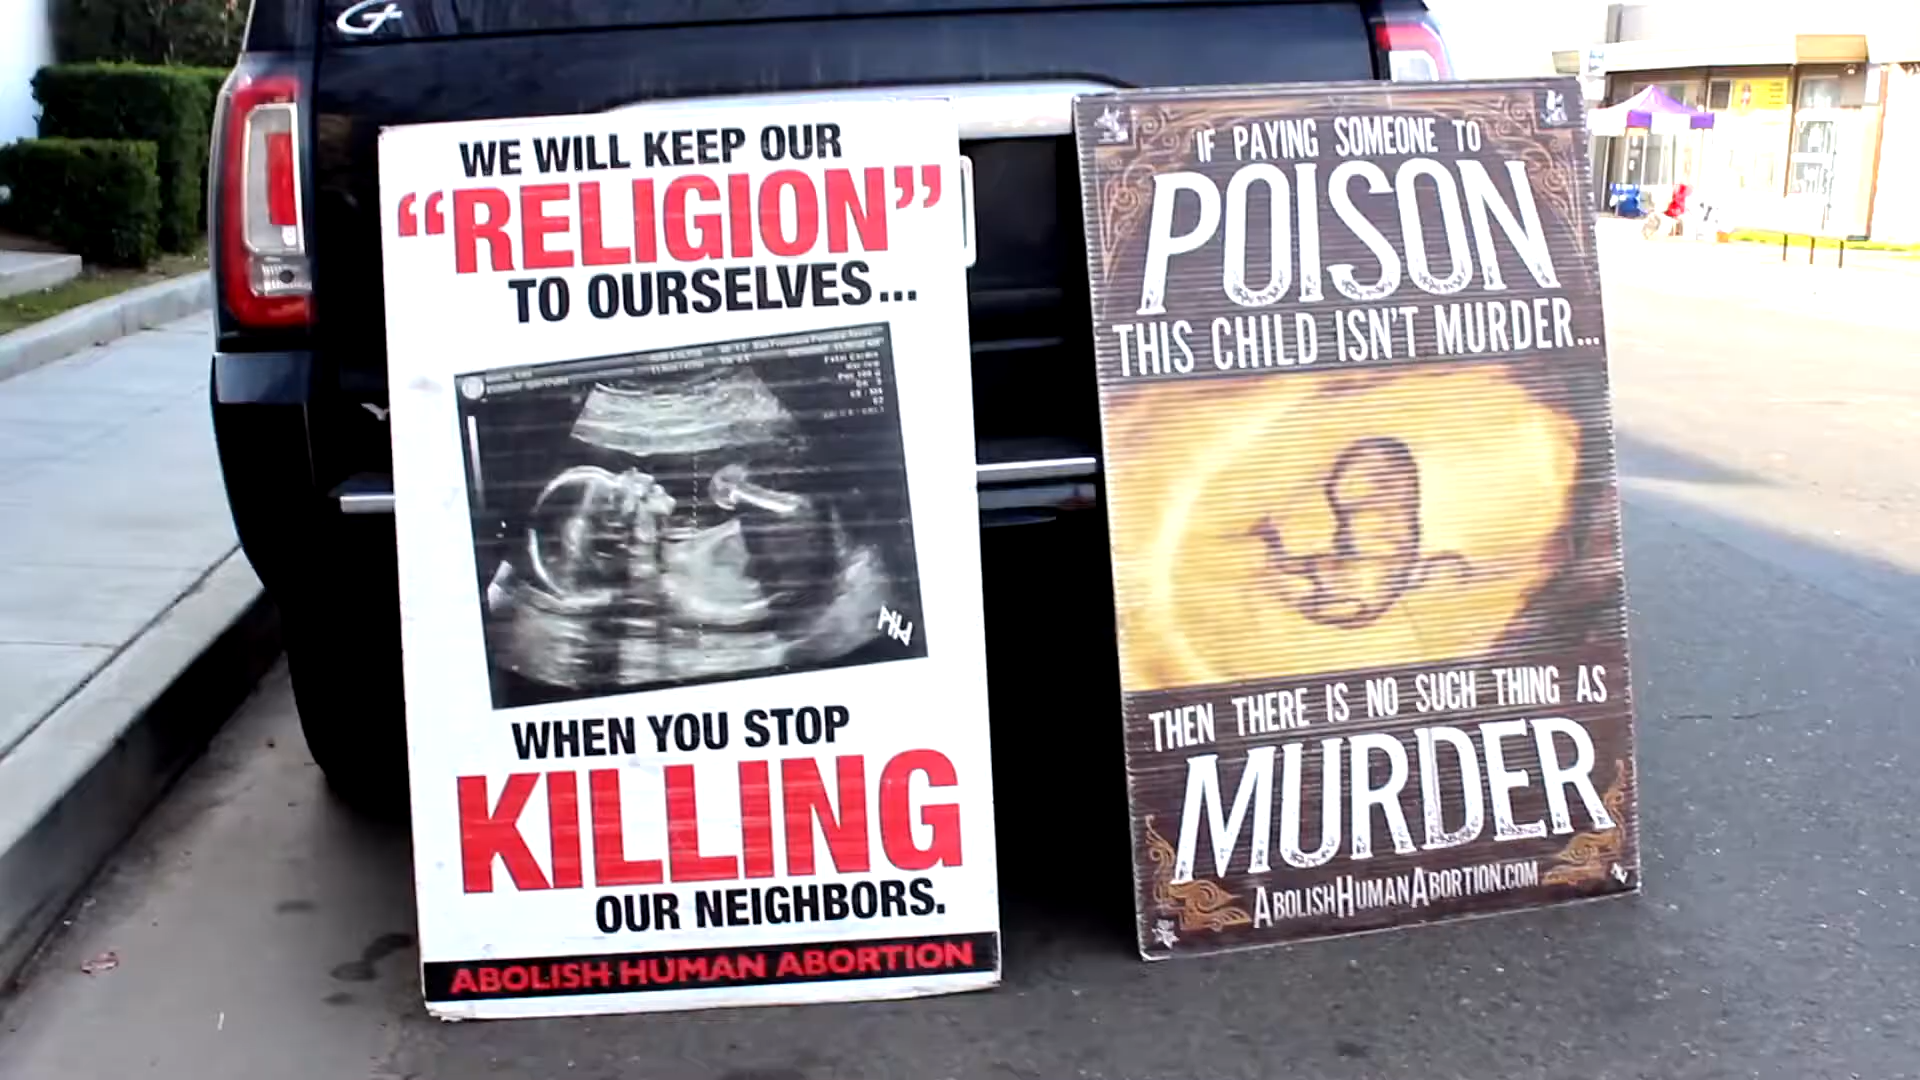 WE WILL KEEP OUR
“RELIGION”
TO OURSELVES...
WHEN YOU STOP
KILLING
OUR NEIGHBORS.
ABOLISH HUMAN ABORTION
IF PAYING SOMEONE TO
POISON
THIS CHILD ISN'T MURDER...
THEN THERE IS NO SUCH THING AS
MURDER
ABOLISHHUMANABORTION.COM